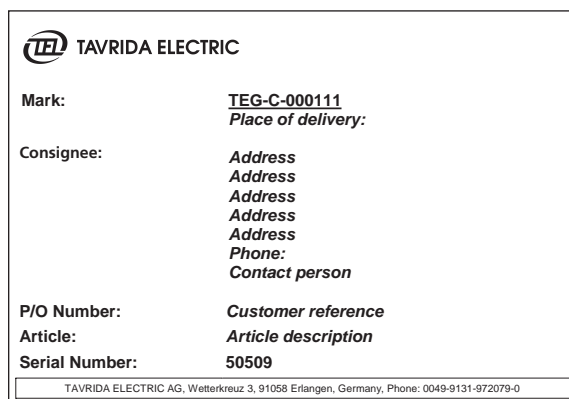 TEL TAVRIDA ELECTRIC
Mark: TEG-C-000111
Place of delivery:
Consignee: Address
Address
Address
Address
Address
Phone:
Contact person
P/O Number: Customer reference
Article: Article description
Serial Number: 50509
TAVRIDA ELECTRIC AG, Wetterkreuz 3, 91058 Erlangen, Germany, Phone: 0049-9131-972079-0